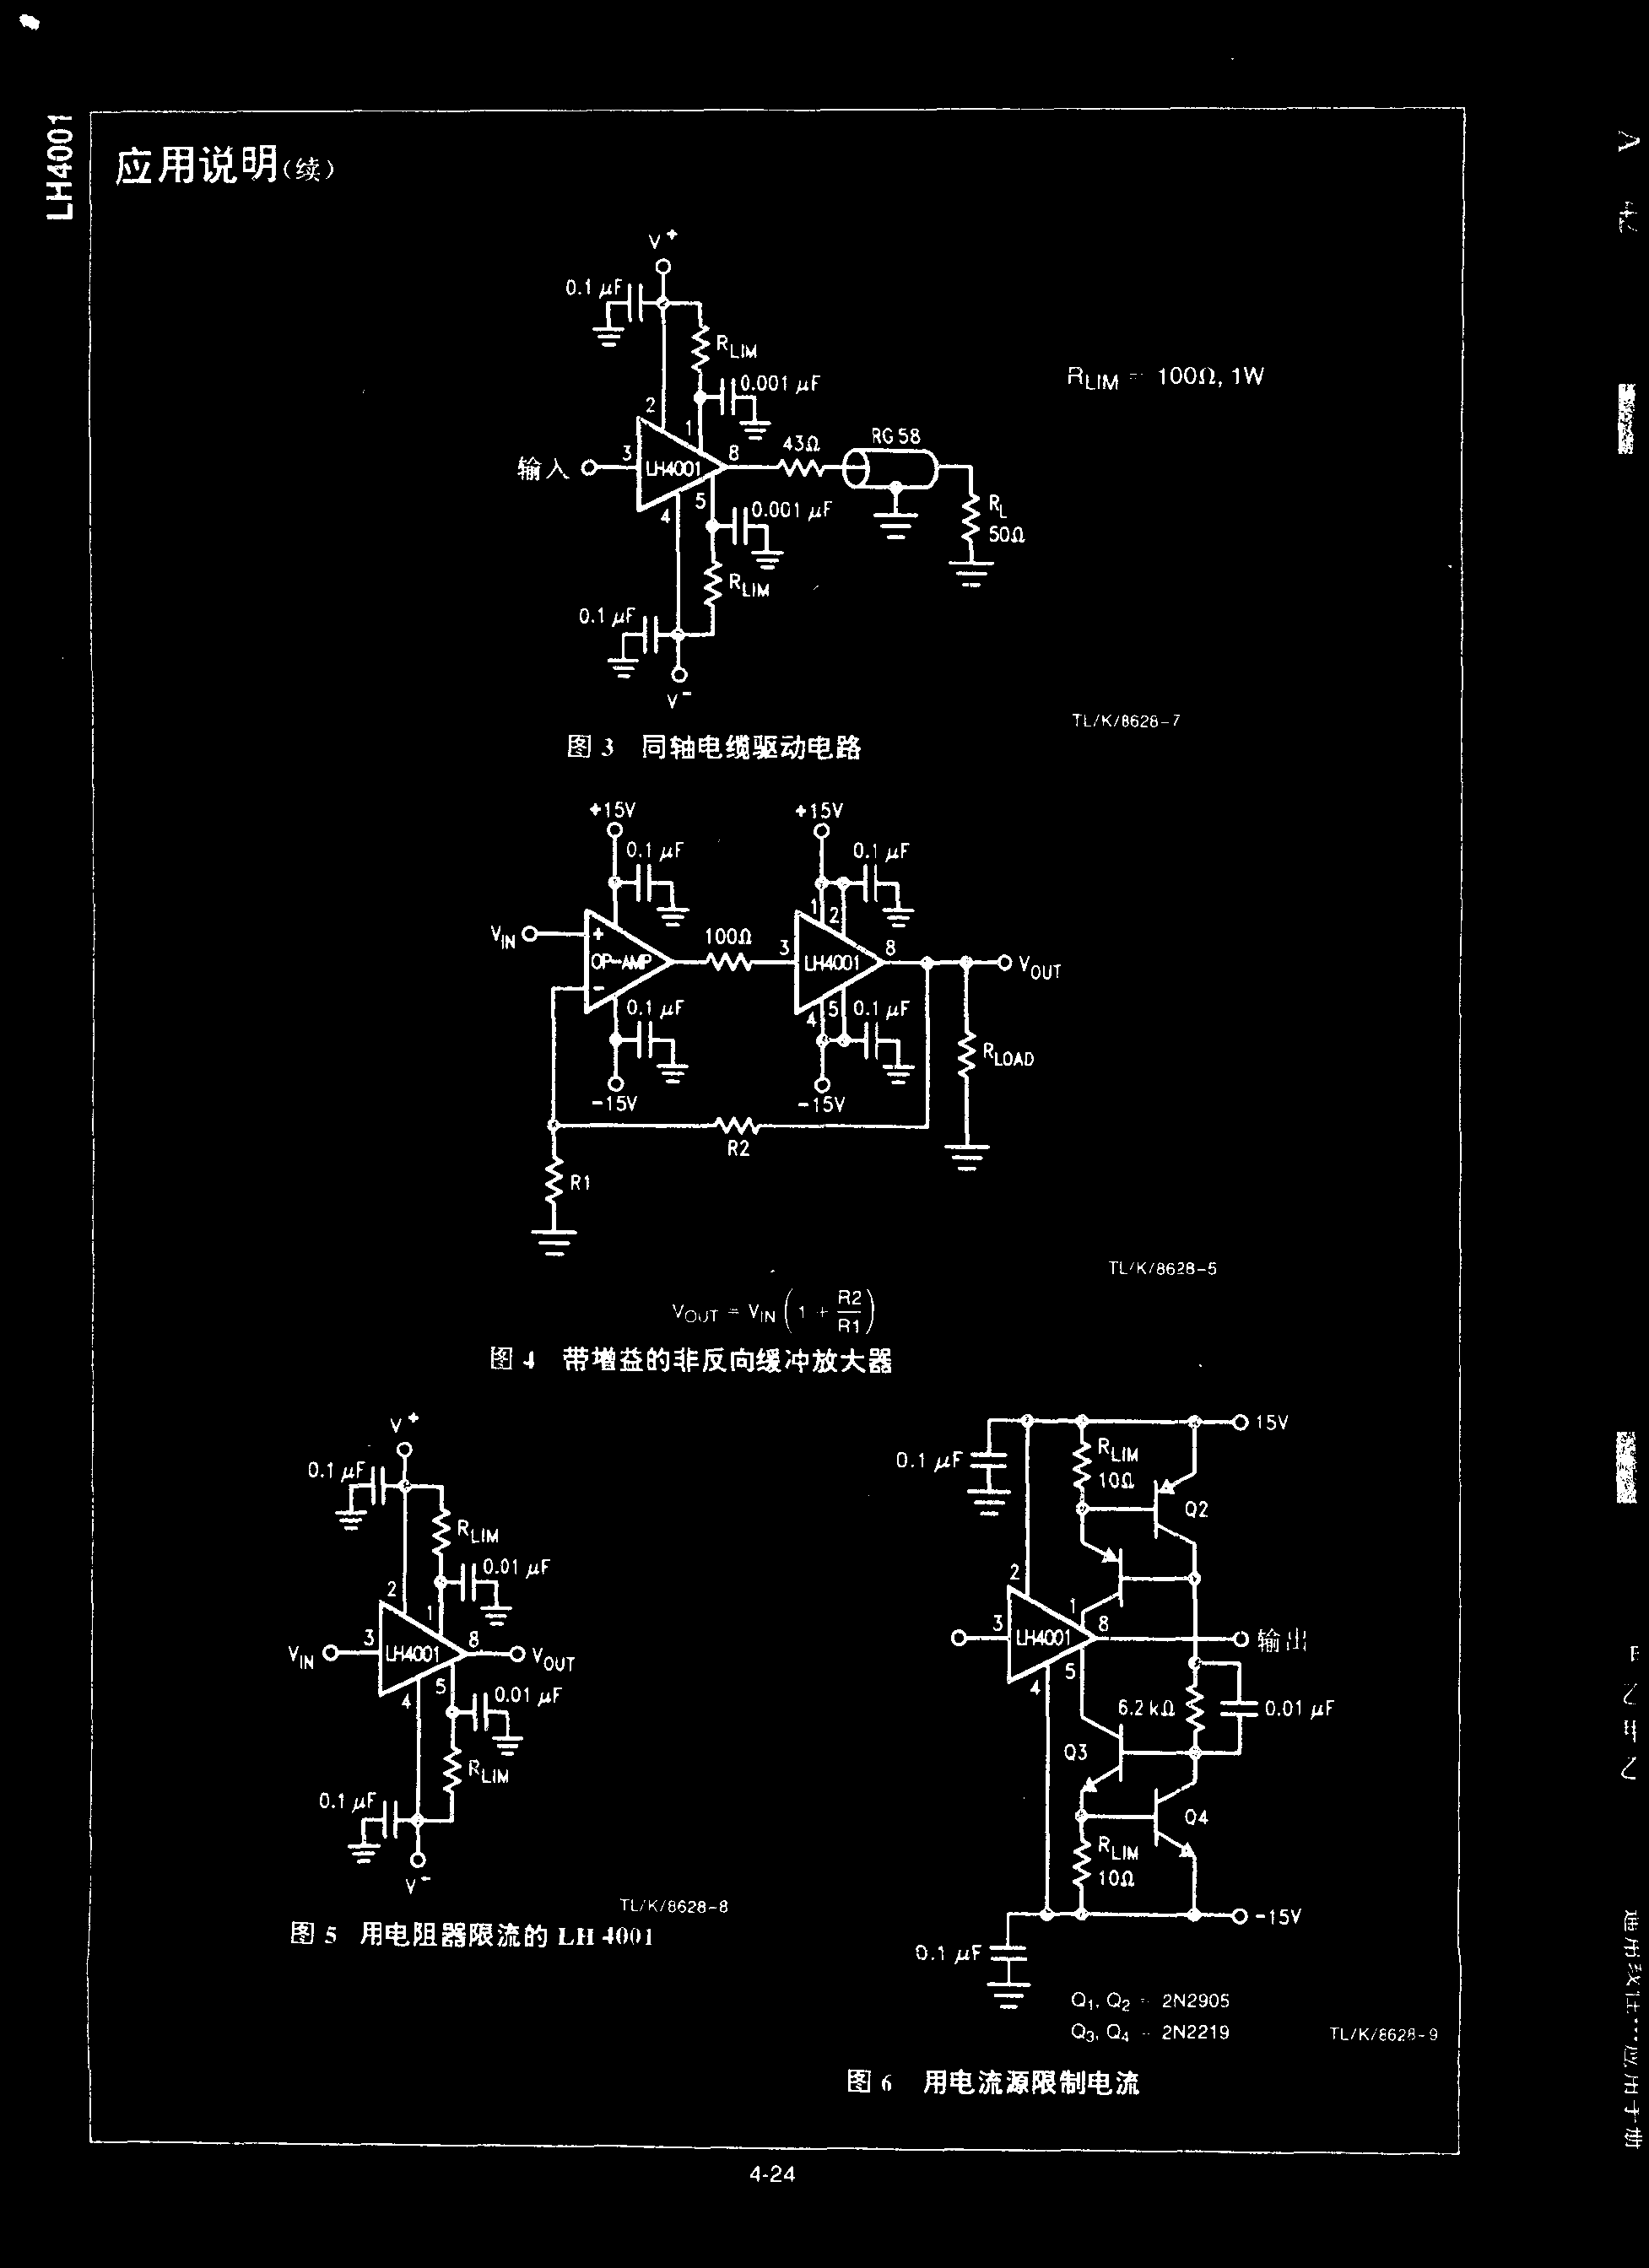 LH4001
应用说明(续)
V+
0.1 μF
RLIM
0.001 μF
RLIM = 100Ω, 1W
2
1
43Ω
RG58
输入
3
LH4001
8
5
4
0.001 μF
RL
50Ω
RLIM
0.1 μF
V-
TL/K/8628-7
图 3 同轴电缆驱动电路
+15V
+15V
0.1 μF
0.1 μF
1
2
VIN
+
100Ω
3
8
OP-AMP
LH4001
VOUT
-
0.1 μF
4
5
0.1 μF
RLOAD
-15V
-15V
R2
R1
TL/K/8628-5
VOUT = VIN (1 + R2/R1)
图 4 带增益的非反向缓冲放大器
V+
0.1 μF
RLIM
0.01 μF
2
1
VIN
3
LH4001
8
VOUT
5
4
0.01 μF
RLIM
0.1 μF
V-
TL/K/8628-8
图 5 用电阻器限流的 LH 4001
15V
0.1 μF
RLIM
10Ω
Q2
2
1
3
LH4001
8
输出
5
4
6.2 kΩ
0.01 μF
Q3
Q4
RLIM
10Ω
-15V
0.1 μF
Q1, Q2 = 2N2905
Q3, Q4 = 2N2219
TL/K/8628-9
图 6 用电流源限制电流
4-24